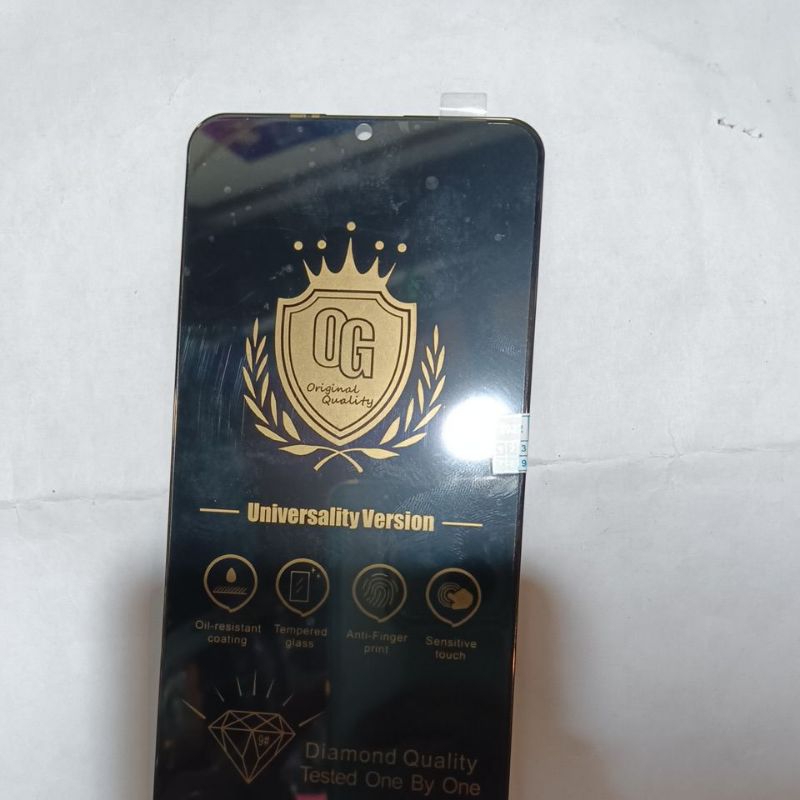 OG
Original
Quality
Universality Version
Oil-resistant
coating
Tempered
glass
Anti-Finger
print
Sensitive
touch
9#
Diamond Quality
Tested One By One